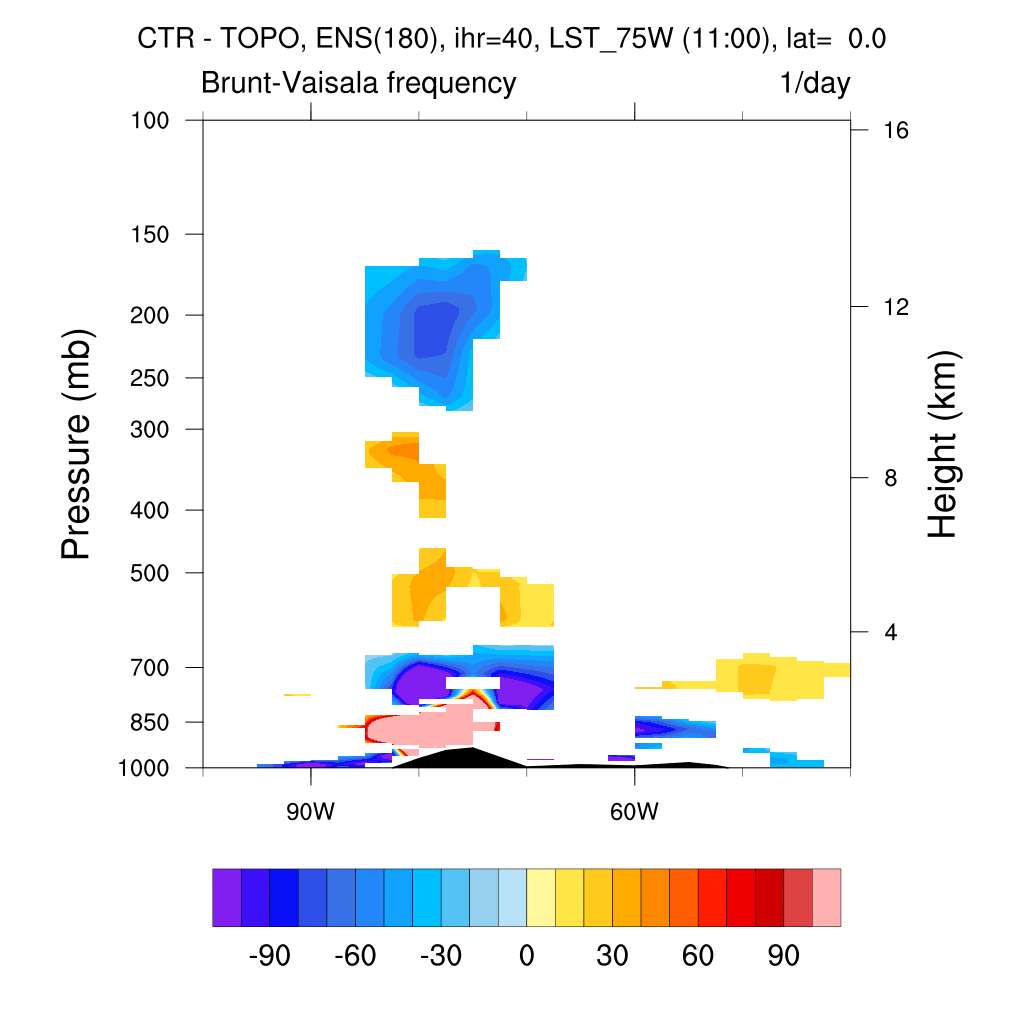 CTR - TOPO, ENS(180), ihr=40, LST_75W (11:00), lat=  0.0
Brunt-Vaisala frequency 1/day
100
16
150
200
12
250
300
8
400
500
4
700
850
1000
Pressure (mb)
Height (km)
90W 60W
-90 -60 -30 0 30 60 90